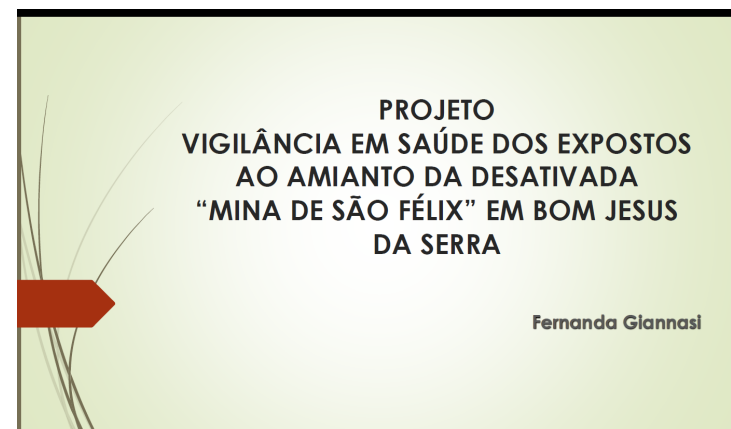 PROJETO
VIGILÂNCIA EM SAÚDE DOS EXPOSTOS
AO AMIANTO DA DESATIVADA
“MINA DE SÃO FÉLIX” EM BOM JESUS
DA SERRA
Fernanda Giannasi